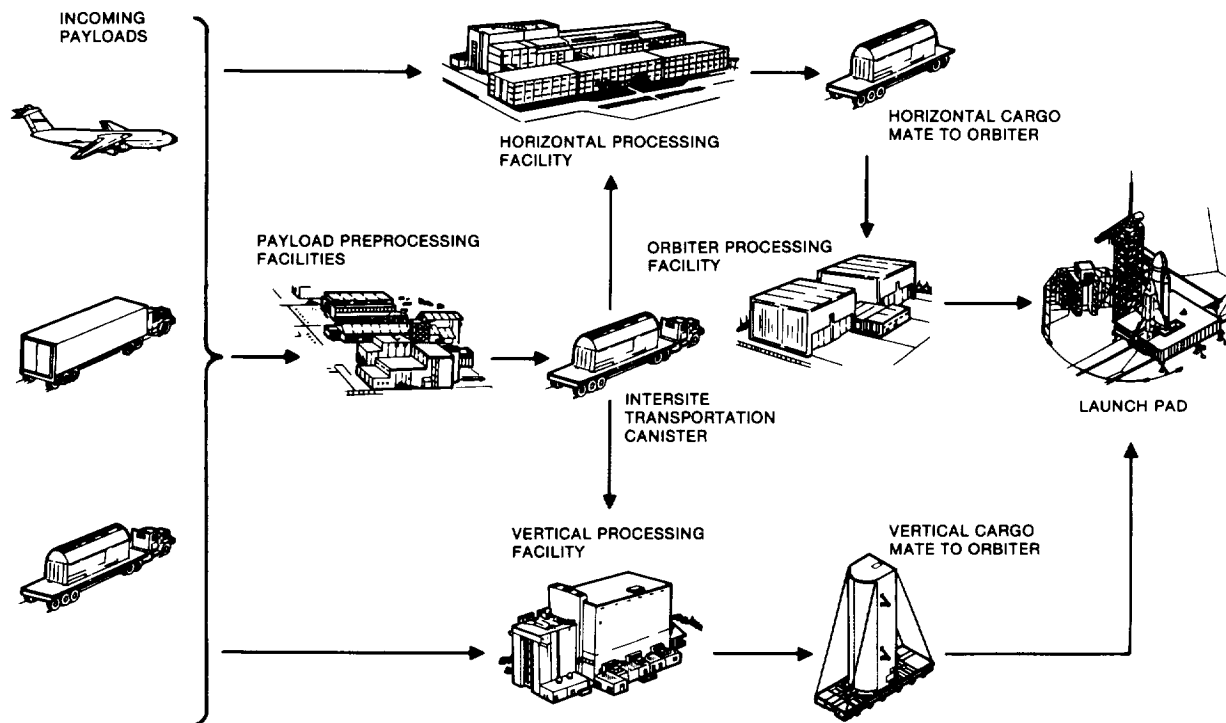 INCOMING
PAYLOADS
HORIZONTAL PROCESSING
FACILITY
HORIZONTAL CARGO
MATE TO ORBITER
PAYLOAD PREPROCESSING
FACILITIES
ORBITER PROCESSING
FACILITY
INTERSITE
TRANSPORTATION
CANISTER
LAUNCH PAD
VERTICAL PROCESSING
FACILITY
VERTICAL CARGO
MATE TO ORBITER